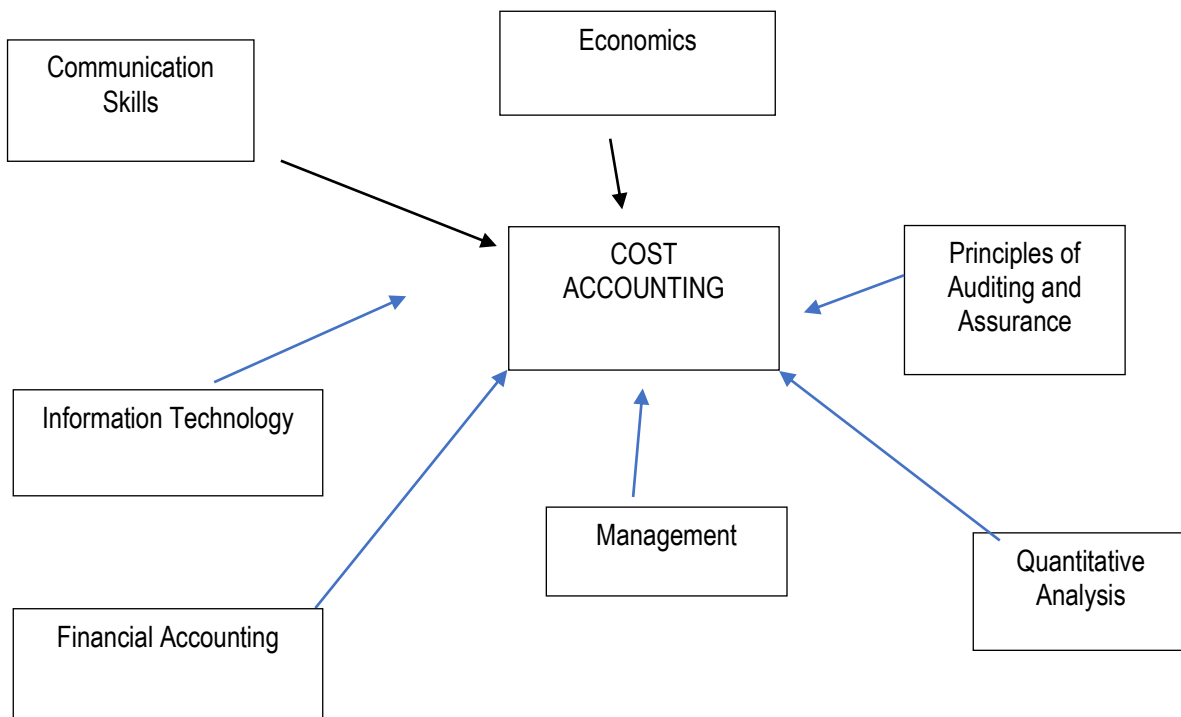 Economics
Communication
Skills
COST
ACCOUNTING
Principles of
Auditing and
Assurance
Information Technology
Management
Quantitative
Analysis
Financial Accounting